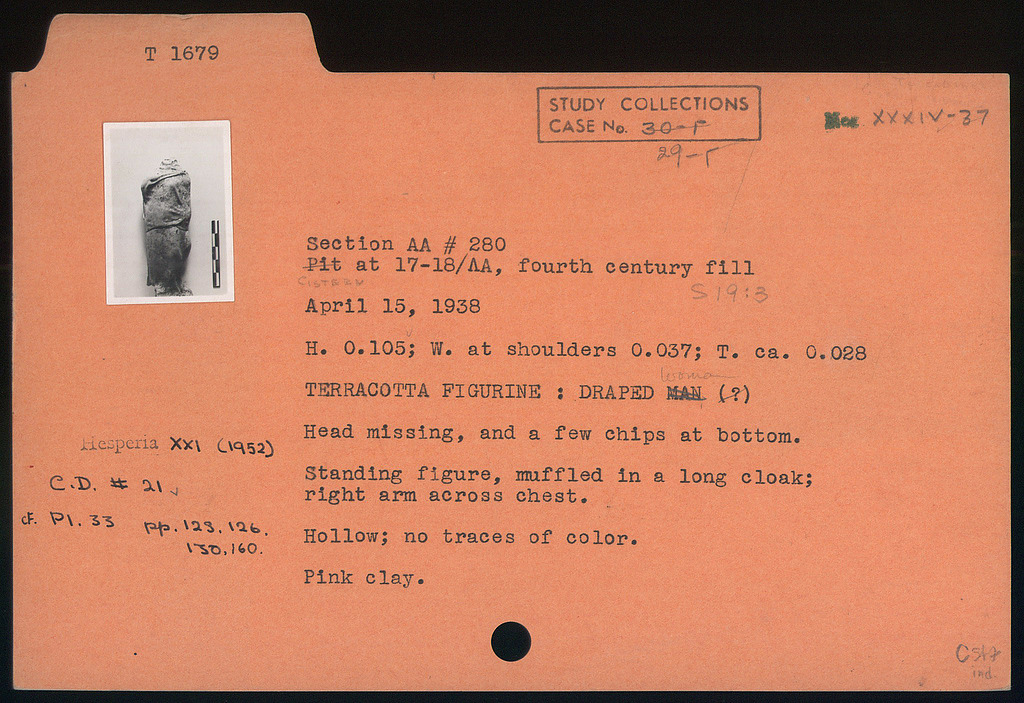 T 1679
STUDY COLLECTIONS
CASE No. 30-F
29-F
XXXIV-37
Section AA # 280
Pit at 17-18/ΛA, fourth century fill
Cistern
S 19:3
April 15, 1938
H. 0.105; W. at shoulders 0.037; T. ca. 0.028
woman
TERRACOTTA FIGURINE : DRAPED MAN (?)
Head missing, and a few chips at bottom.
Hesperia XXI (1952)
Standing figure, muffled in a long cloak;
right arm across chest.
C.D. # 21
cf. Pl. 33 pp. 123, 126.
130, 160.
Hollow; no traces of color.
Pink clay.